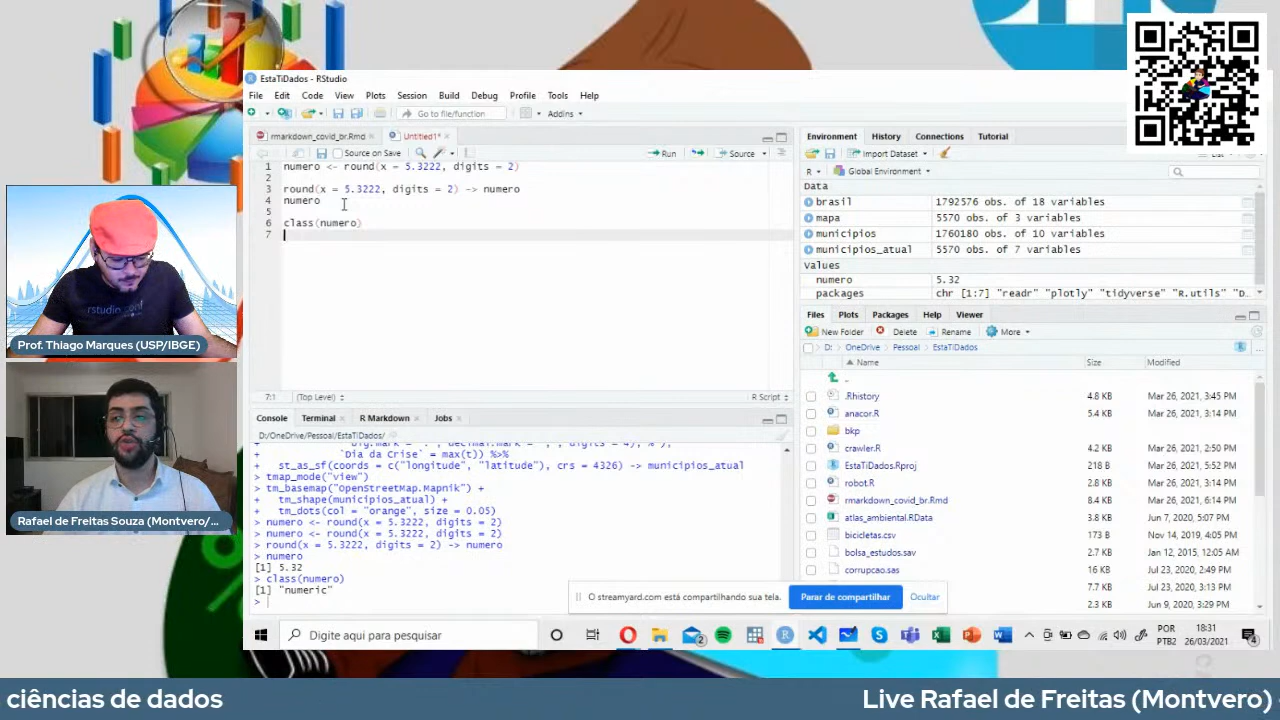 EstaTiDados - RStudio
File Edit Code View Plots Session Build Debug Profile Tools Help
Go to file/function
Addins
rmarkdown_covid_br.Rmd
Untitled1*
Source on Save
Run
Source
1 numero <- round(x = 5.3222, digits = 2)
2
3 round(x = 5.3222, digits = 2) -> numero
4 numero
5
6 class(numero)
7
7:1 (Top Level)
R Script
Console Terminal R Markdown Jobs
D:/OneDrive/Pessoal/EstaTiDados/
+ `Dia da Crise` = max(t)) %>%
+ st_as_sf(coords = c("longitude", "latitude"), crs = 4326) -> municipios_atual
> tmap_mode("view")
> tm_basemap("OpenStreetMap.Mapnik") +
+ tm_shape(municipios_atual) +
+ tm_dots(col = "orange", size = 0.05)
> numero <- round(x = 5.3222, digits = 2)
> numero <- round(x = 5.3222, digits = 2)
> round(x = 5.3222, digits = 2) -> numero
> numero
[1] 5.32
> class(numero)
[1] "numeric"
>
Environment History Connections Tutorial
Import Dataset
R Global Environment
Data
brasil 1792576 obs. of 18 variables
mapa 5570 obs. of 3 variables
municipios 1760180 obs. of 10 variables
municipios_atual 5570 obs. of 7 variables
Values
numero 5.32
packages chr [1:7] "readr" "plotly" "tidyverse" "R.utils" "D…
Files Plots Packages Help Viewer
New Folder Delete Rename More
D: OneDrive Pessoal EstaTiDados
Name Size Modified
..
.Rhistory 4.8 KB Mar 26, 2021, 3:45 PM
anacor.R 5.4 KB Mar 26, 2021, 3:14 PM
bkp
crawler.R 4.2 KB Mar 26, 2021, 3:14 PM
EstaTiDados.Rproj 218 B Mar 26, 2021, 5:52 PM
robot.R 2.8 KB Mar 26, 2021, 3:14 PM
rmarkdown_covid_br.Rmd 8.4 KB Mar 26, 2021, 6:14 PM
atlas_ambiental.RData 3.8 KB Jun 7, 2020, 5:07 PM
bicicletas.csv 173 B Nov 14, 2019, 4:05 PM
bolsa_estudos.sav 2.7 KB Jan 12, 2015, 12:05 AM
corrupcao.sas 16 KB Jul 23, 2020, 2:49 PM
7.7 KB Jul 23, 2020, 3:13 PM
2.3 KB Jun 9, 2020, 3:29 PM
O streamyard.com está compartilhando sua tela. Parar de compartilhar Ocultar
Digite aqui para pesquisar
POR
PTB2
18:31
26/03/2021
rstudio::conf
Prof. Thiago Marques (USP/IBGE)
Rafael de Freitas Souza (Montvero/...
ciências de dados
Live Rafael de Freitas (Montvero)